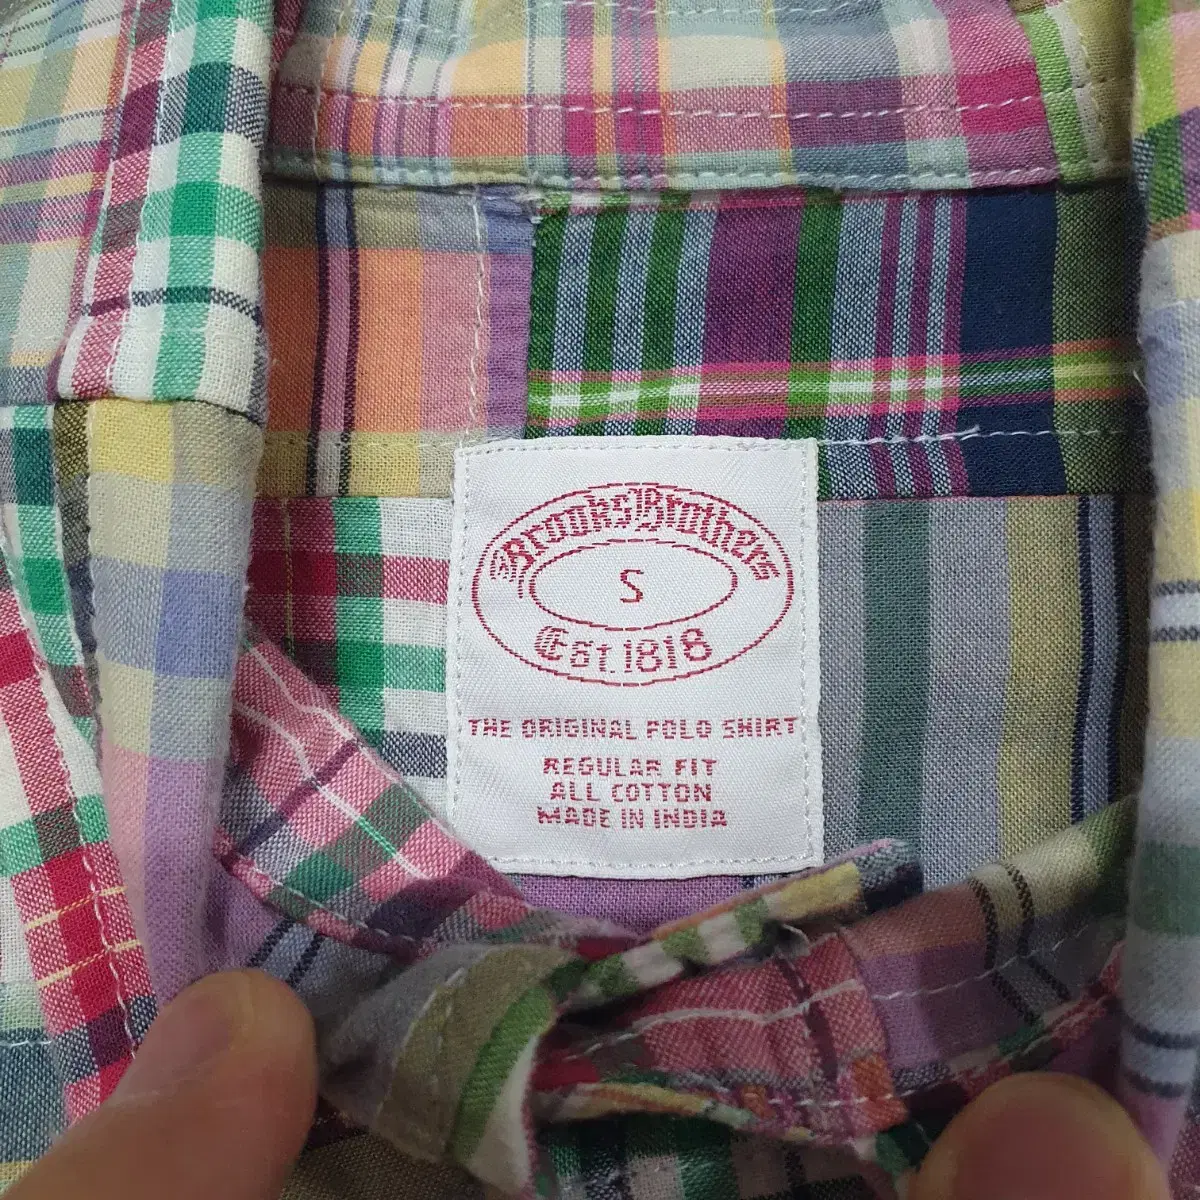 Brooks Brothers
S
Est. 1818
THE ORIGINAL POLO SHIRT
REGULAR FIT
ALL COTTON
MADE IN INDIA